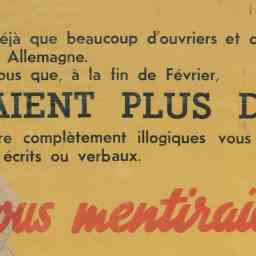 déjà que beaucoup d'ouvriers et d
Allemagne.
ous que, à la fin de Février,
AIENT PLUS D
re complètement illogiques vous
écrits ou verbaux.
ous mentiraie